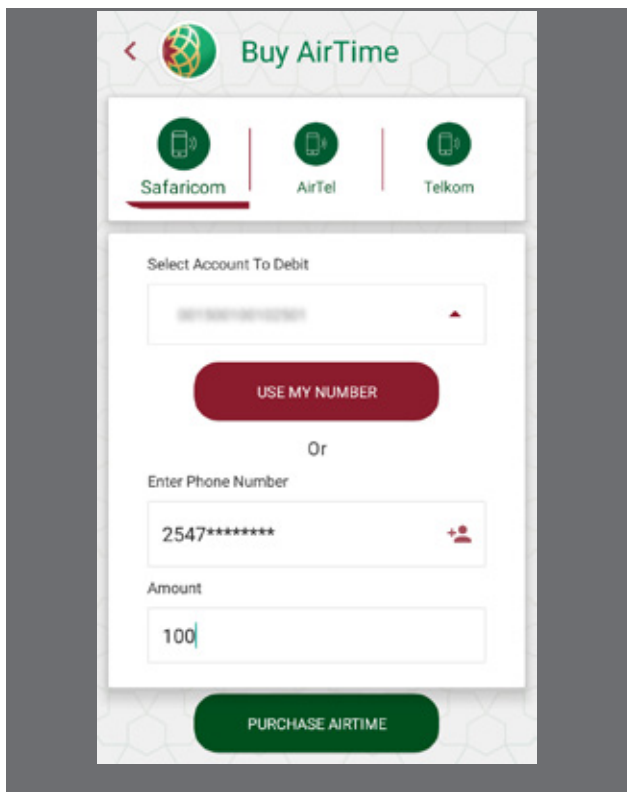 Buy AirTime
Safaricom
AirTel
Telkom
Select Account To Debit
USE MY NUMBER
Or
Enter Phone Number
2547********
Amount
100
PURCHASE AIRTIME